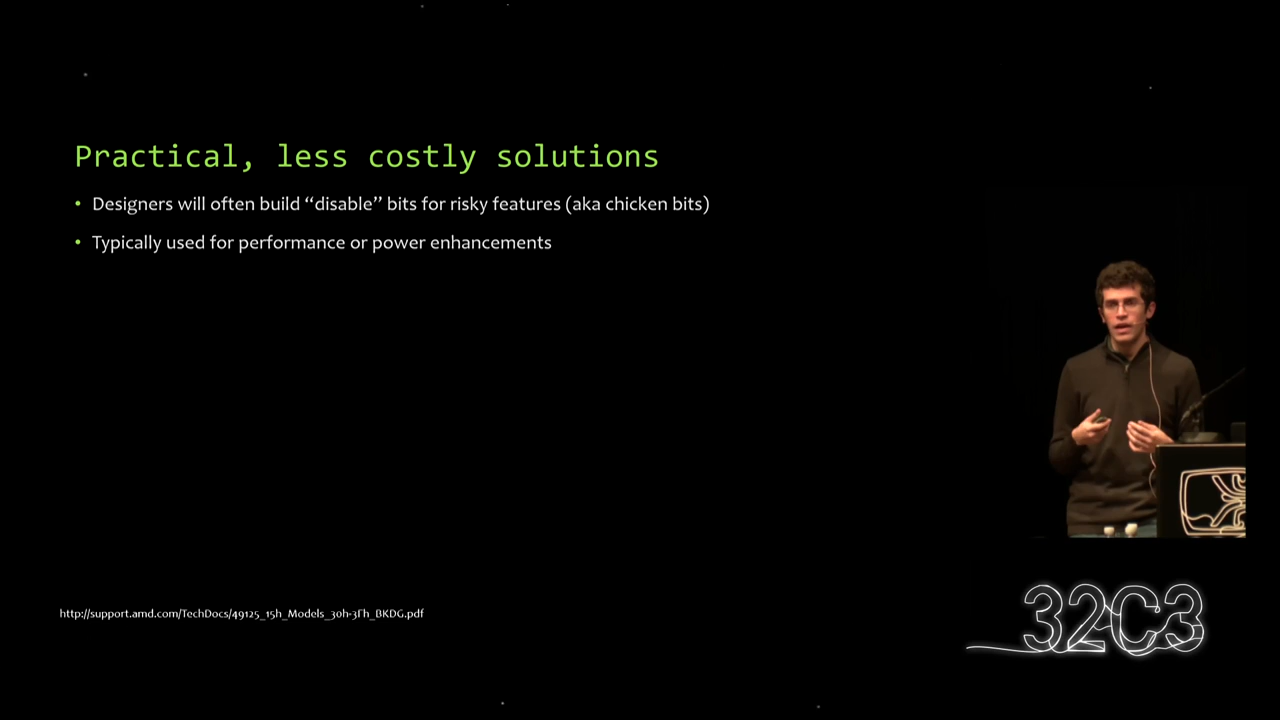 Practical, less costly solutions
• Designers will often build “disable” bits for risky features (aka chicken bits)
• Typically used for performance or power enhancements
http://support.amd.com/TechDocs/49125_15h_Models_30h-3Fh_BKDG.pdf
32C3